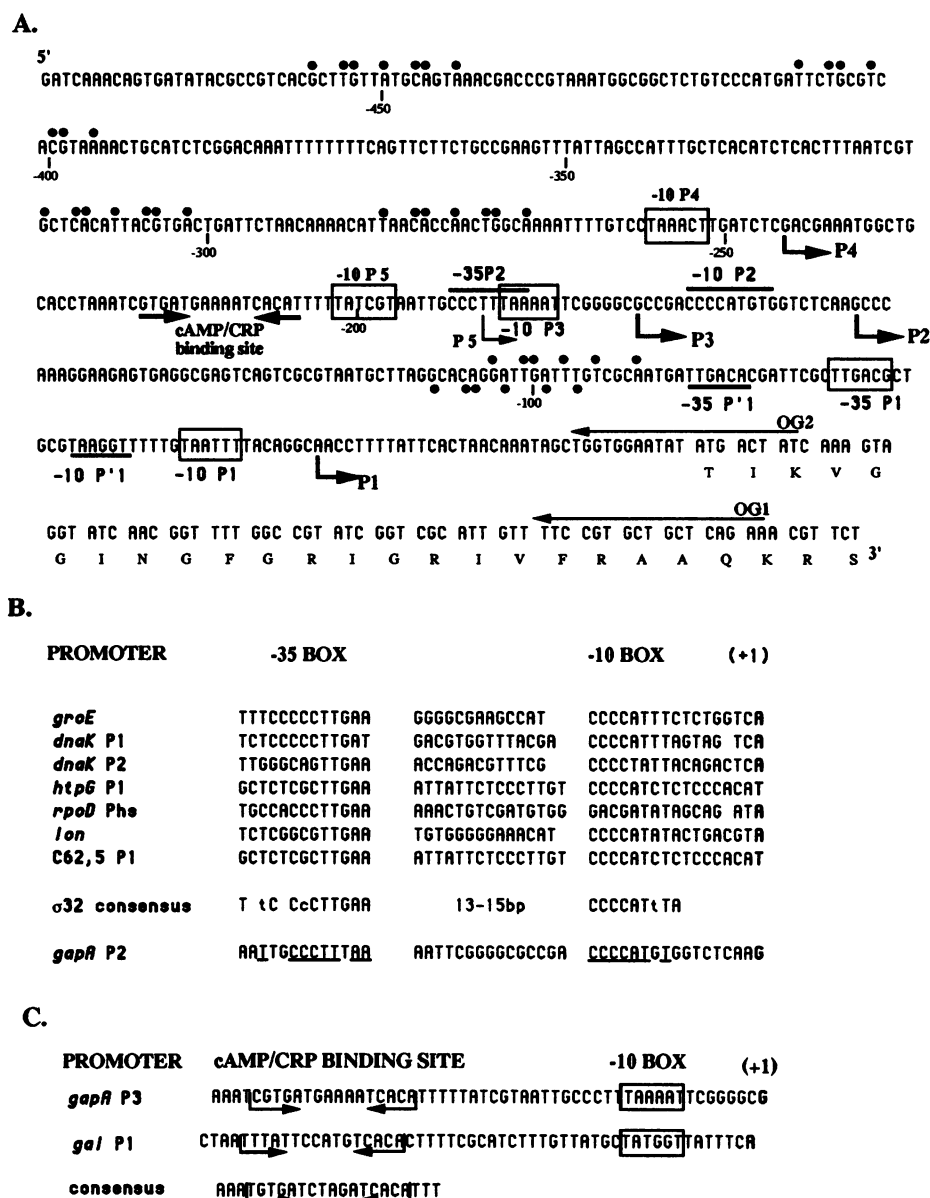 A.
5'
GATCAAACAGTGATATACGCCGTCACGCTTGTTATGCAGTAAACGACCCGTAAATGGCGGCTCTGTCCCATGATTCTGCGTC
-450
ACGTAAAACTGCATCTCGGACAAATTTTTTTTCAGTTCTTCTGCCGAAGTTTATTAGCCATTTGCTCACATCTCACTTTAATCGT
-400 -350
-10 P4
GCTCACATTACGTGACTGATTCTAACAAAACATTAACACCAACTGGCAAAATTTTGTCCTAAACTTGATCTCGACGAAATGGCTG
-300 -250 P4
-10 P5 -35P2 -10 P2
CACCTAAATCGTGATGAAAATCACATTTTTATCGTAATTGCCCTTTAAAATTCGGGGCGCCGACCCCATGTGGTCTCAAGCCC
cAMP/CRP binding site -200 P5 -10 P3 P3 P2
AAAGGAAGAGTGAGGCGAGTCAGTCGCGTAATGCTTAGGCACAGGATTGATTTGTCGCAATGATTGACACGATTCGCTTGACGCT
-100 -35 P'1 -35 P1
OG2
GCGTAAGGTTTTTGTAATTTTACAGGCAACCTTTTATTCACTAACAAATAGCTGGTGGAATAT ATG ACT ATC AAA GTA
-10 P'1 -10 P1 P1 T I K V G
OG1
GGT ATC AAC GGT TTT GGC CGT ATC GGT CGC ATT GTT TTC CGT GCT GCT CAG AAA CGT TCT 3'
G I N G F G R I G R I V F R A A Q K R S
B.
PROMOTER -35 BOX -10 BOX (+1)
groE TTTCCCCCTTGAA GGGGCGAAGCCAT CCCCATTTCTCTGGTCA
dnaK P1 TCTCCCCCTTGAT GACGTGGTTTACGA CCCCATTTAGTAG TCA
dnaK P2 TTGGGCAGTTGAA ACCAGACGTTTCG CCCCTATTACAGACTCA
htpG P1 GCTCTCGCTTGAA ATTATTCTCCCTTGT CCCCATCTCTCCCACAT
rpoD Phs TGCCACCCTTGAA AAACTGTCGATGTGG GACGATATAGCAG ATA
lon TCTCGGCGTTGAA TGTGGGGGAAACAT CCCCATATACTGACGTA
C62,5 P1 GCTCTCGCTTGAA ATTATTCTCCCTTGT CCCCATCTCTCCCACAT
σ32 consensus T tC CcCTTGAA 13-15bp CCCCATtTA
gapA P2 AATTGCCCTTTAA AATTCGGGGCGCCGA CCCCATGTGGTCTCAAG
C.
PROMOTER cAMP/CRP BINDING SITE -10 BOX (+1)
gapA P3 AAATCGTGATGAAAATCACATTTTTATCGTAATTGCCCTTTAAAATTCGGGGCG
gal P1 CTAATTTATTCCATGTCACACTTTTCGCATCTTTGTTATGCTATGGTTATTTCA
consensus AAATGTGATCTAGATCACATTT